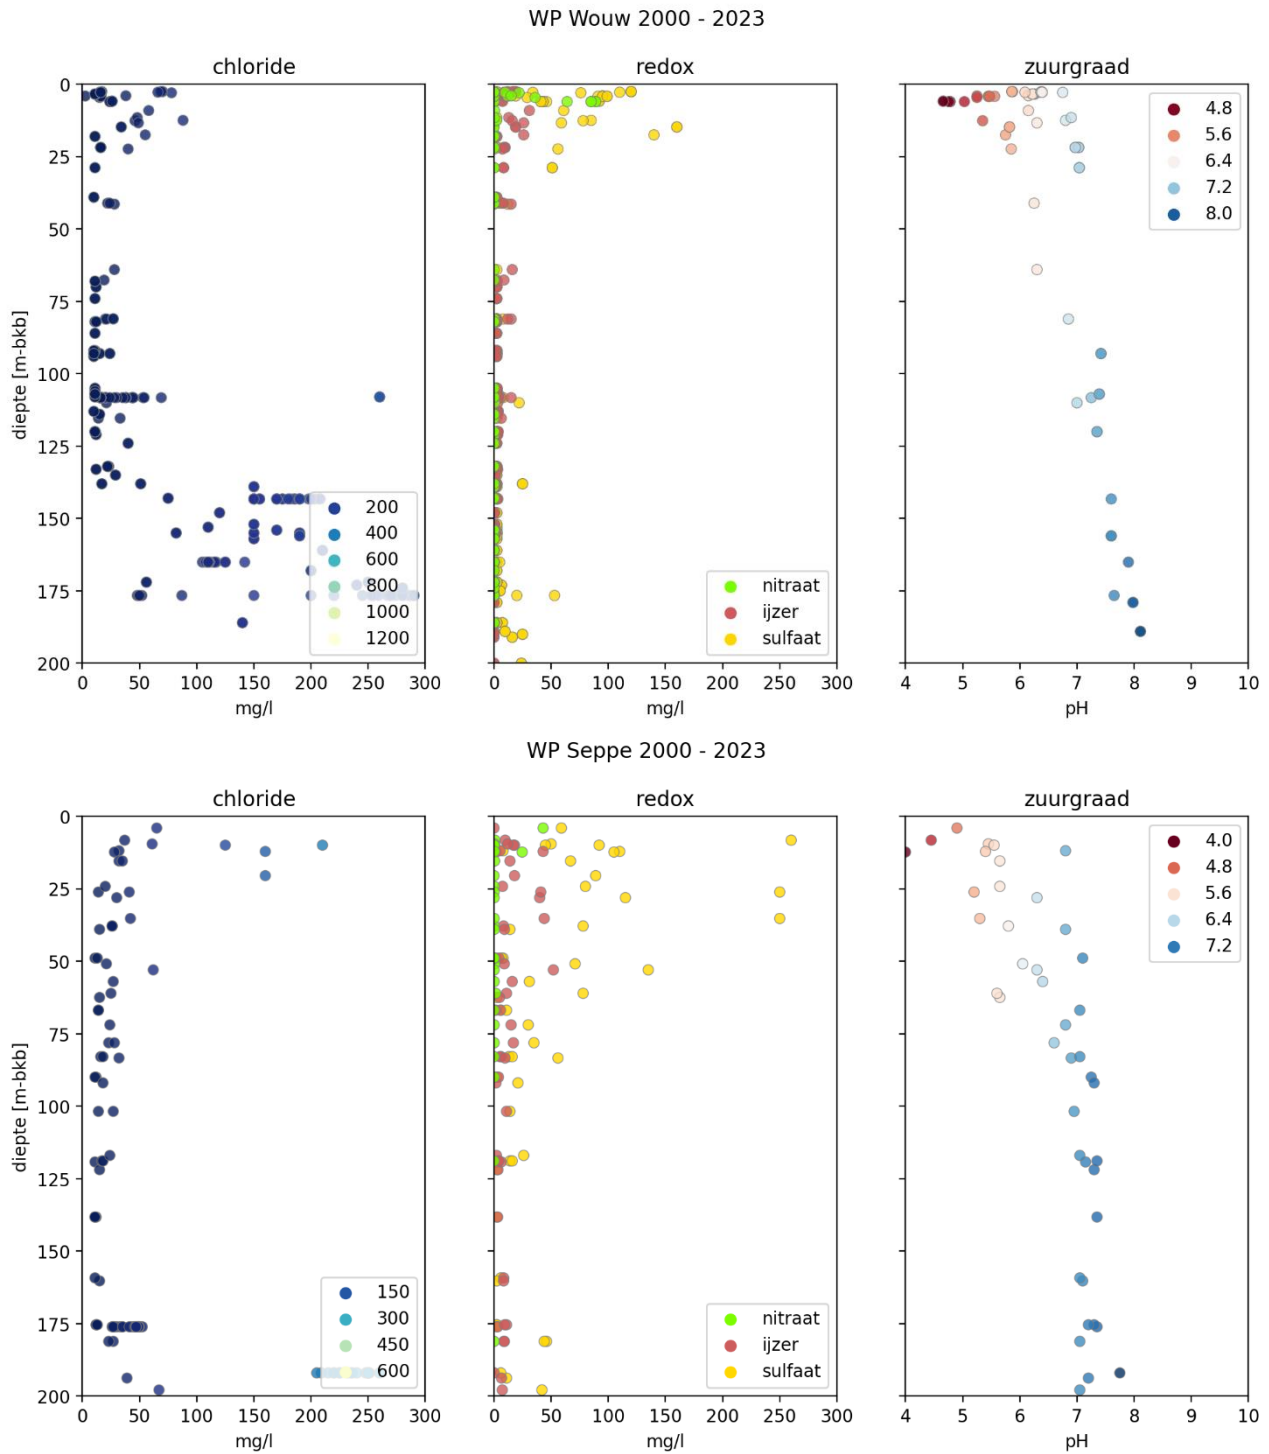 WP Wouw 2000 - 2023
chloride
redox
zuurgraad
0
25
50
75
100
125
150
175
200
diepte [m-bkb]
200
400
600
800
1000
1200
0 50 100 150 200 250 300
mg/l
nitraat
ijzer
sulfaat
0 50 100 150 200 250 300
mg/l
4.8
5.6
6.4
7.2
8.0
4 5 6 7 8 9 10
pH
WP Seppe 2000 - 2023
chloride
redox
zuurgraad
0
25
50
75
100
125
150
175
200
diepte [m-bkb]
150
300
450
600
0 50 100 150 200 250 300
mg/l
nitraat
ijzer
sulfaat
0 50 100 150 200 250 300
mg/l
4.0
4.8
5.6
6.4
7.2
4 5 6 7 8 9 10
pH